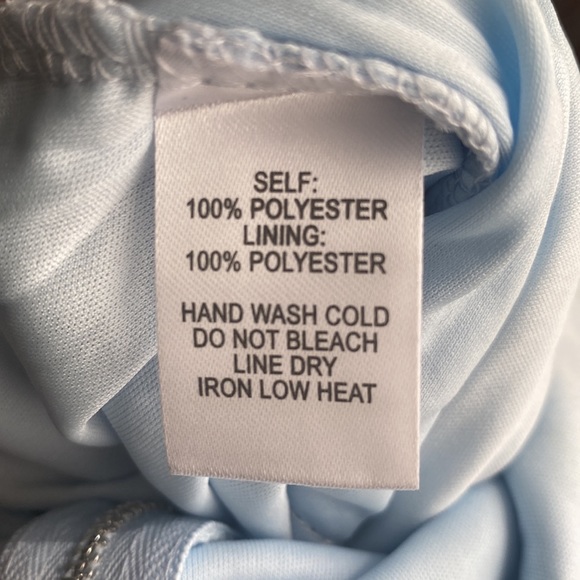 SELF:
100% POLYESTER
LINING:
100% POLYESTER
HAND WASH COLD
DO NOT BLEACH
LINE DRY
IRON LOW HEAT